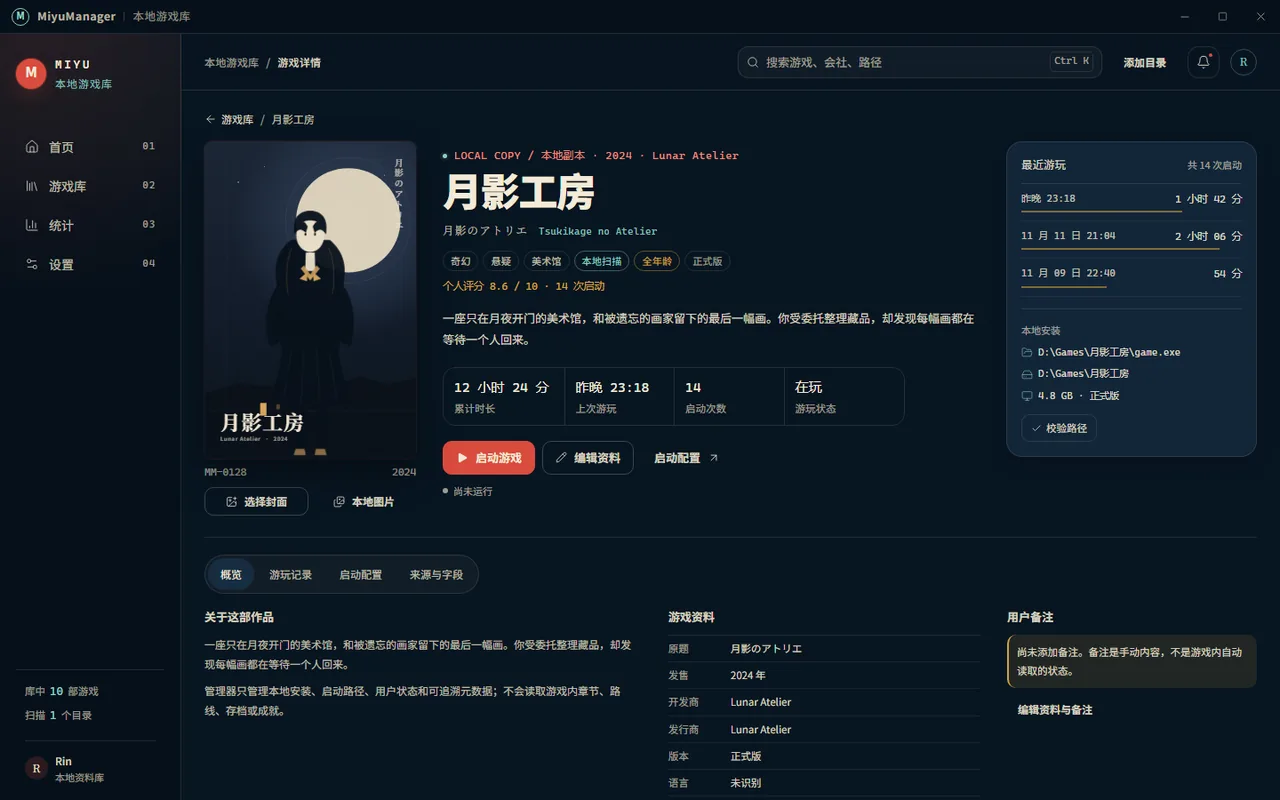 M MiyuManager 本地游戏库
M MIYU
本地游戏库
首页 01
游戏库 02
统计 03
设置 04
库中 10 部游戏
扫描 1 个目录
R Rin
本地资料库
本地游戏库 / 游戏详情
搜索游戏、会社、路径 Ctrl K
添加目录
R
← 游戏库 / 月影工房
月影のアトリエ
月影工房
Lunar Atelier · 2024
MM-0128 2024
选择封面 本地图片
LOCAL COPY / 本地副本 · 2024 · Lunar Atelier
月影工房
月影のアトリエ Tsukikage no Atelier
奇幻 悬疑 美术馆 本地扫描 全年龄 正式版
个人评分 8.6 / 10 · 14 次启动
一座只在月夜开门的美术馆，和被遗忘的画家留下的最后一幅画。你受委托整理藏品，却发现每幅画都在
等待一个人回来。
12 小时 24 分 昨晚 23:18 14 在玩
累计时长 上次游玩 启动次数 游玩状态
启动游戏 编辑资料 启动配置 ↗
尚未运行
最近游玩 共 14 次启动
昨晚 23:18 1 小时 42 分
11 月 11 日 21:04 2 小时 06 分
11 月 09 日 22:40 54 分
本地安装
D:\Games\月影工房\game.exe
D:\Games\月影工房
4.8 GB · 正式版
校验路径
概览 游玩记录 启动配置 来源与字段
关于这部作品
一座只在月夜开门的美术馆，和被遗忘的画家留下的最后一幅画。你受委托整理藏品，却发
现每幅画都在等待一个人回来。
管理器只管理本地安装、启动路径、用户状态和可追溯元数据；不会读取游戏内章节、路
线、存档或成就。
游戏资料
原题 月影のアトリエ
发售 2024 年
开发商 Lunar Atelier
发行商 Lunar Atelier
版本 正式版
语言 未识别
用户备注
尚未添加备注。备注是手动内容，不是游戏内自动
读取的状态。
编辑资料与备注